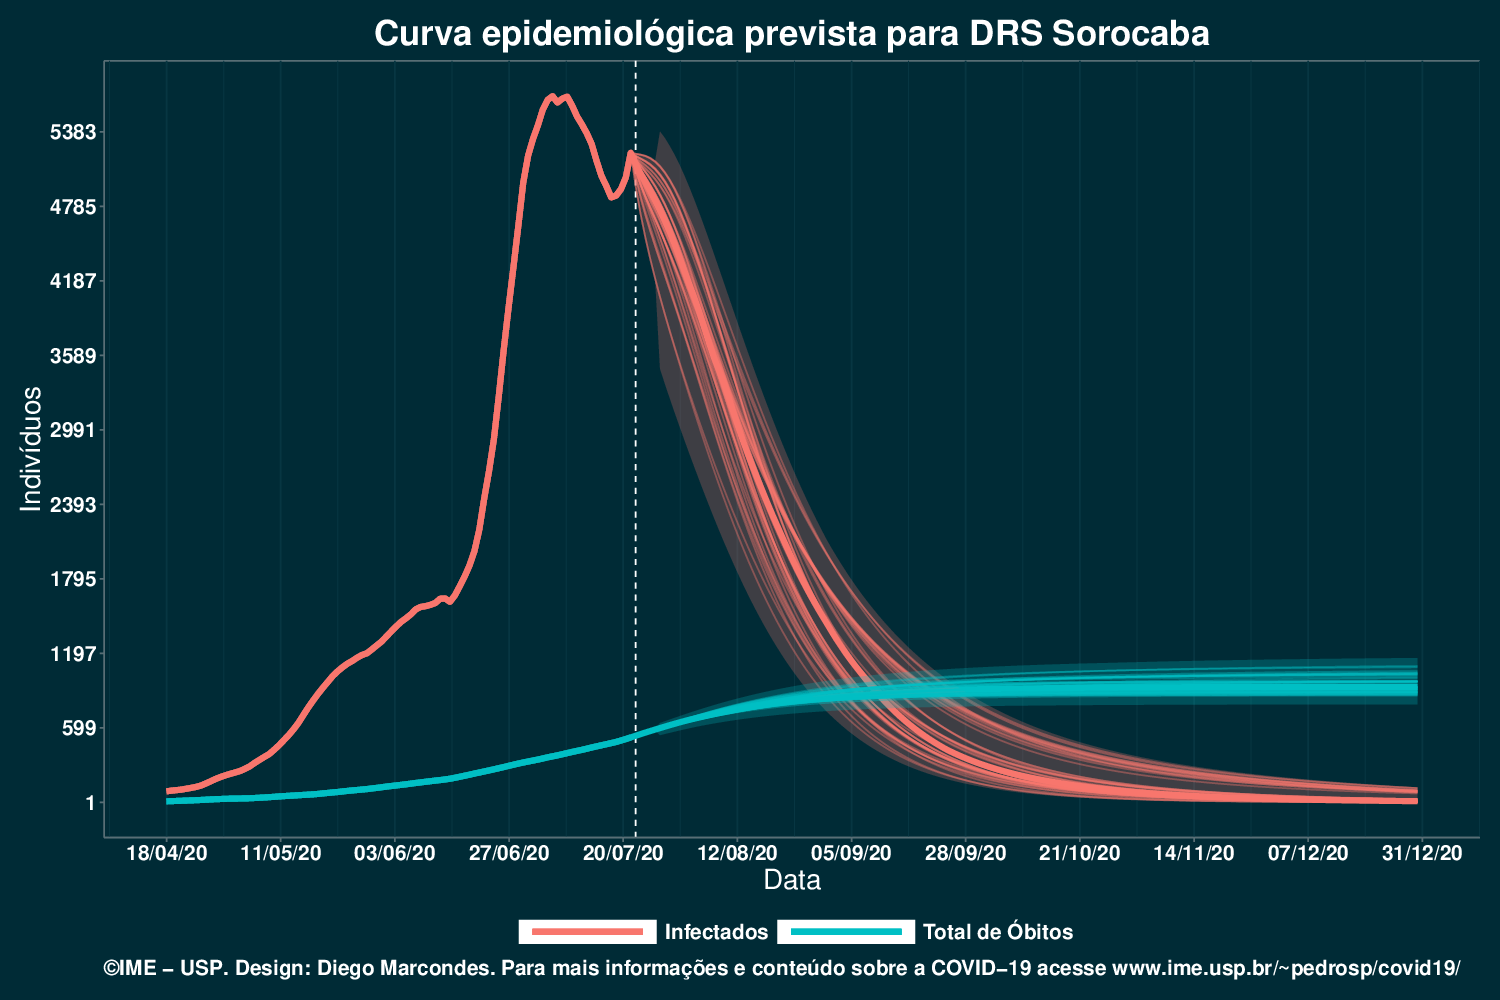 Curva epidemiológica prevista para DRS Sorocaba
Indivíduos
5383
4785
4187
3589
2991
2393
1795
1197
599
1
18/04/20 11/05/20 03/06/20 27/06/20 20/07/20 12/08/20 05/09/20 28/09/20 21/10/20 14/11/20 07/12/20 31/12/20
Data
Infectados Total de Óbitos
©IME − USP. Design: Diego Marcondes. Para mais informações e conteúdo sobre a COVID−19 acesse www.ime.usp.br/~pedrosp/covid19/